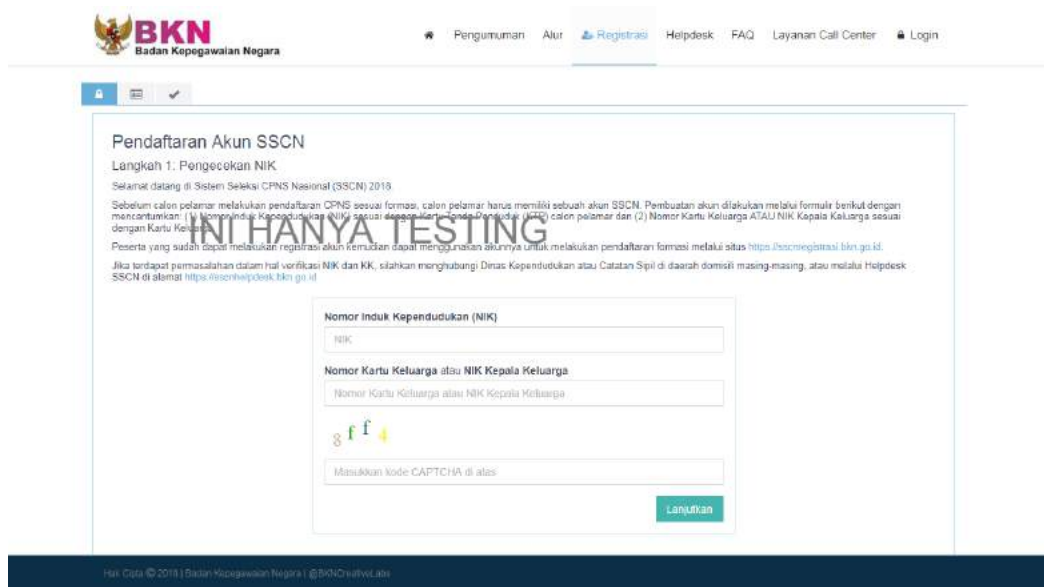 BKN
Badan Kepegawaian Negara
Pengumuman Alur Registrasi Helpdesk FAQ Layanan Call Center Login
Pendaftaran Akun SSCN
Langkah 1: Pengecekan NIK
Selamat datang di Sistem Seleksi CPNS Nasional (SSCN) 2018.
Sebelum calon pelamar melakukan pendaftaran CPNS sesuai formasi, calon pelamar harus memiliki sebuah akun SSCN. Pembuatan akun dilakukan melalui formulir berikut dengan
mencantumkan: (1) Nomor Induk Kependudukan (NIK) sesuai dengan Kartu Tanda Penduduk (KTP) calon pelamar dan (2) Nomor Kartu Keluarga ATAU NIK Kepala Keluarga sesuai
dengan Kartu Keluarga.
INI HANYA TESTING
Peserta yang sudah dapat melakukan registrasi akun kemudian dapat menggunakan akunnya untuk melakukan pendaftaran formasi melalui situs https://sscnregistrasi.bkn.go.id.
Jika terdapat permasalahan dalam hal verifikasi NIK dan KK, silahkan menghubungi Dinas Kependudukan atau Catatan Sipil di daerah domisili masing-masing, atau melalui Helpdesk
SSCN di alamat https://sscnhelpdesk.bkn.go.id
Nomor Induk Kependudukan (NIK)
NIK
Nomor Kartu Keluarga atau NIK Kepala Keluarga
Nomor Kartu Keluarga atau NIK Kepala Keluarga
8 f f 4
Masukkan kode CAPTCHA di atas
Lanjutkan
Hak Cipta © 2018 | Badan Kepegawaian Negara | @BKNCreativeLabs